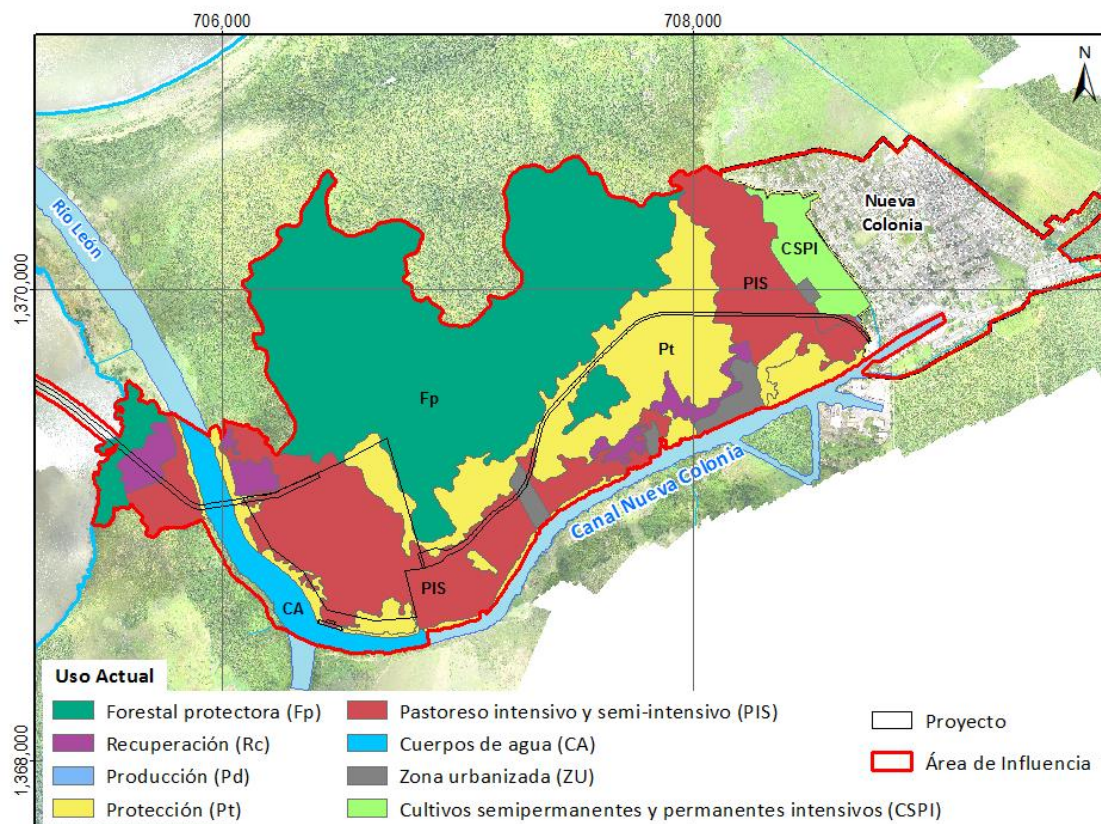 706,000
708,000
N
Río León
Nueva
Colonia
CSPI
1,370,000
PIS
Pt
Fp
Canal Nueva Colonia
PIS
CA
Uso Actual
Forestal protectora (Fp)
Recuperación (Rc)
Producción (Pd)
Protección (Pt)
Pastoreso intensivo y semi-intensivo (PIS)
Cuerpos de agua (CA)
Zona urbanizada (ZU)
Cultivos semipermanentes y permanentes intensivos (CSPI)
Proyecto
Área de Influencia
1,368,000